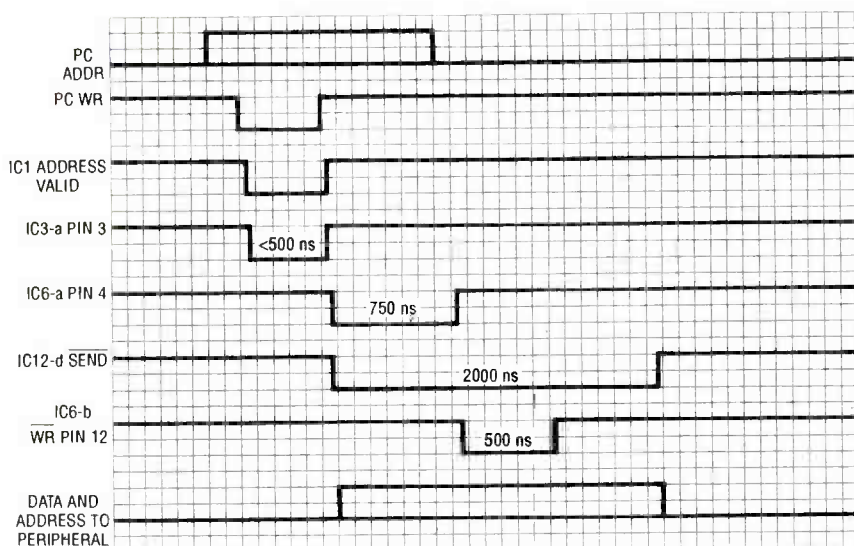 PC
ADDR
PC WR
IC1 ADDRESS
VALID
IC3-a PIN 3
<500 ns
IC6-a PIN 4
750 ns
IC12-d SEND
2000 ns
IC6-b
WR PIN 12
500 ns
DATA AND
ADDRESS TO
PERIPHERAL